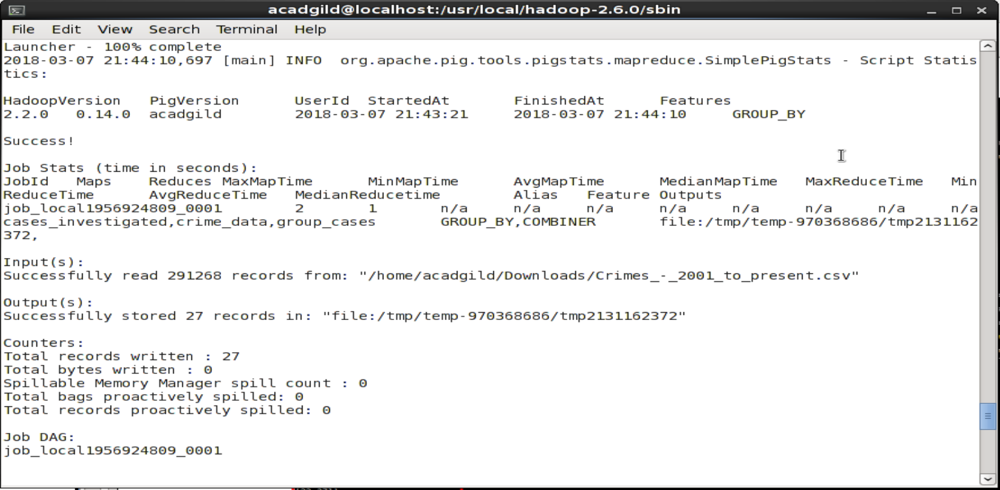 acadgild@localhost:/usr/local/hadoop-2.6.0/sbin
File Edit View Search Terminal Help
Launcher - 100% complete
2018-03-07 21:44:10,697 [main] INFO  org.apache.pig.tools.pigstats.mapreduce.SimplePigStats - Script Statis
tics:
HadoopVersion PigVersion UserId StartedAt FinishedAt Features
2.2.0 0.14.0 acadgild 2018-03-07 21:43:21 2018-03-07 21:44:10 GROUP_BY
Success!
Job Stats (time in seconds):
JobId Maps Reduces MaxMapTime MinMapTime AvgMapTime MedianMapTime MaxReduceTime Min
ReduceTime AvgReduceTime MedianReducetime Alias Feature Outputs
job_local1956924809_0001 2 1 n/a n/a n/a n/a n/a n/a n/a n/a
cases_investigated,crime_data,group_cases GROUP_BY,COMBINER file:/tmp/temp-970368686/tmp2131162
372,
Input(s):
Successfully read 291268 records from: "/home/acadgild/Downloads/Crimes_-_2001_to_present.csv"
Output(s):
Successfully stored 27 records in: "file:/tmp/temp-970368686/tmp2131162372"
Counters:
Total records written : 27
Total bytes written : 0
Spillable Memory Manager spill count : 0
Total bags proactively spilled: 0
Total records proactively spilled: 0
Job DAG:
job_local1956924809_0001